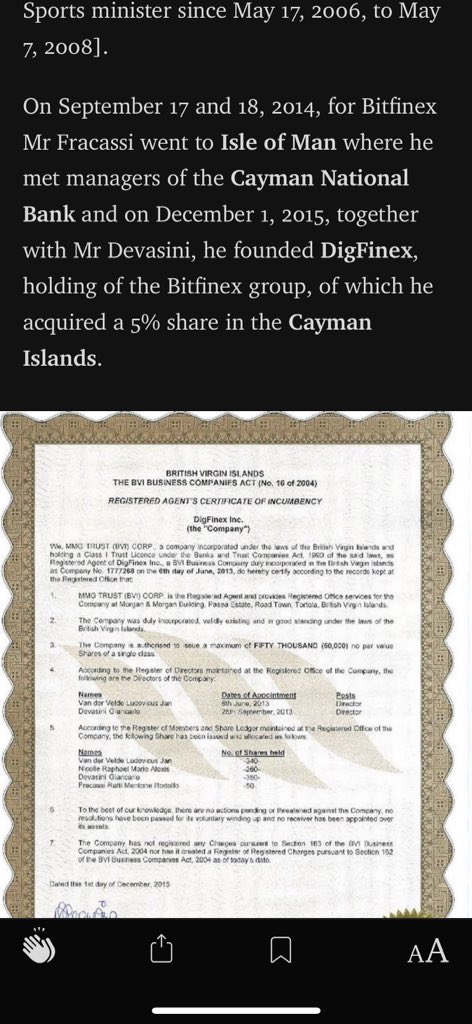 Sports minister since May 17, 2006, to May
7, 2008].
On September 17 and 18, 2014, for Bitfinex
Mr Fracassi went to Isle of Man where he
met managers of the Cayman National
Bank and on December 1, 2015, together
with Mr Devasini, he founded DigFinex,
holding of the Bitfinex group, of which he
acquired a 5% share in the Cayman
Islands.
BRITISH VIRGIN ISLANDS
THE BVI BUSINESS COMPANIES ACT (No. 16 of 2004)
REGISTERED AGENT'S CERTIFICATE OF INCUMBENCY
DigFinex Inc.
(the "Company")
We, MMG TRUST (BVI) CORP., a company incorporated under the laws of the British Virgin Islands and
holding a Class I Trust Licence under the Banks and Trust Companies Act, 1990 of the said laws, as
Registered Agent of DigFinex Inc., a BVI Business Company duly incorporated in the British Virgin Islands
as Company No. 1777268 on the 6th day of June, 2013, do hereby certify according to the records kept at
the Registered Office that:
1. MMG TRUST (BVI) CORP. is the Registered Agent and provides Registered Office services for the
Company at Morgan & Morgan Building, Pasea Estate, Road Town, Tortola, British Virgin Islands.
2. The Company was duly incorporated, validly existing and in good standing under the laws of the
British Virgin Islands.
3. The Company is authorised to issue a maximum of FIFTY THOUSAND (50,000) no par value
Shares of a single class.
4. According to the Register of Directors maintained at the Registered Office of the Company, the
following are the Directors of the Company:
Names Dates of Appointment Posts
Van der Velde Ludovicus Jan 6th June, 2013 Director
Devasini Giancarlo 25th September, 2013 Director
5. According to the Register of Members and Share Ledger maintained at the Registered Office of the
Company, the following Share has been issued and allocated as follows:
Names No. of Shares held
Van der Velde Ludovicus Jan -340-
Nicolle Raphael Mario Alexis -260-
Devasini Giancarlo -350-
Fracassi Ratti Mentone Rodolfo -50-
6. To the best of our knowledge, there are no actions pending or threatened against the Company, no
resolutions have been passed for its voluntary winding up and no receiver has been appointed over
its assets.
7. The Company has not registered any Charges pursuant to Section 163 of the BVI Business
Companies Act, 2004 nor has it created a Register of Registered Charges pursuant to Section 162
of the BVI Business Companies Act, 2004 as of today's date.
Dated this 1st day of December, 2015
AA